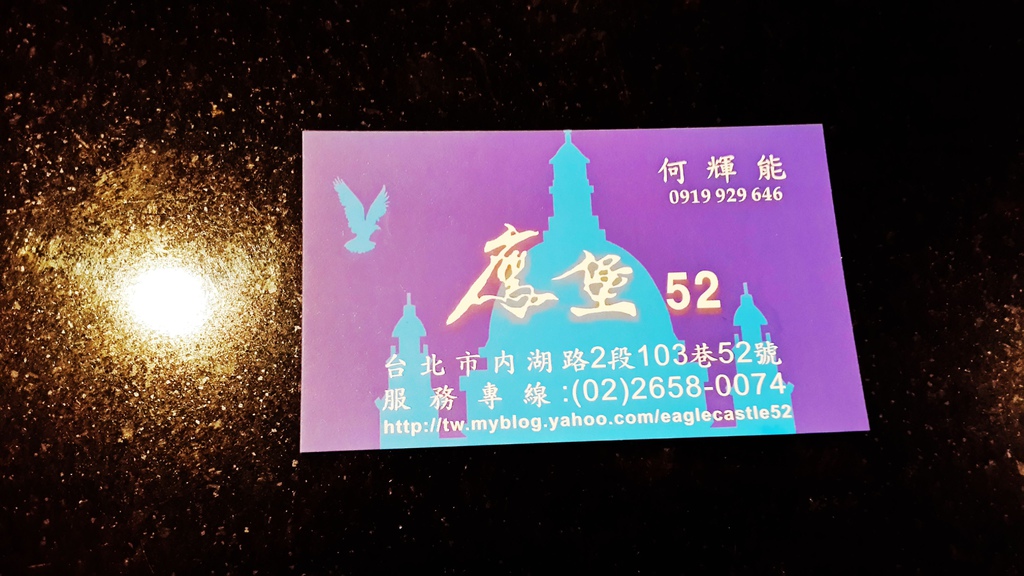 何輝能
0919 929 646
鷹堡 52
台北市內湖路2段103巷52號
服務專線:(02)2658-0074
http://tw.myblog.yahoo.com/eaglecastle52